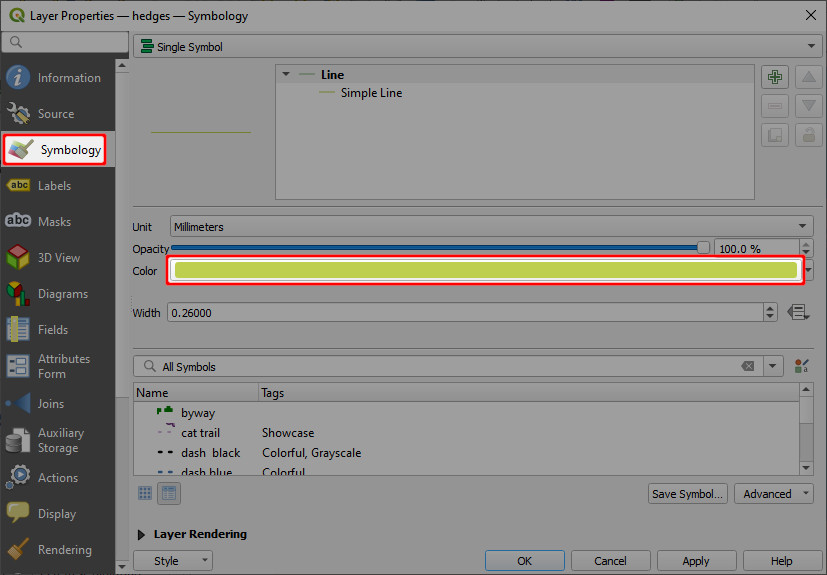 Layer Properties — hedges — Symbology
Single Symbol
Information
Source
Symbology
Labels
Masks
3D View
Diagrams
Fields
Attributes
Form
Joins
Auxiliary
Storage
Actions
Display
Rendering
Line
Simple Line
Unit Millimeters
Opacity 100.0 %
Color
Width 0.26000
All Symbols
Name Tags
byway
cat trail Showcase
dash black Colorful, Grayscale
dash blue Colorful
Save Symbol... Advanced
Layer Rendering
Style OK Cancel Apply Help
abc
abc